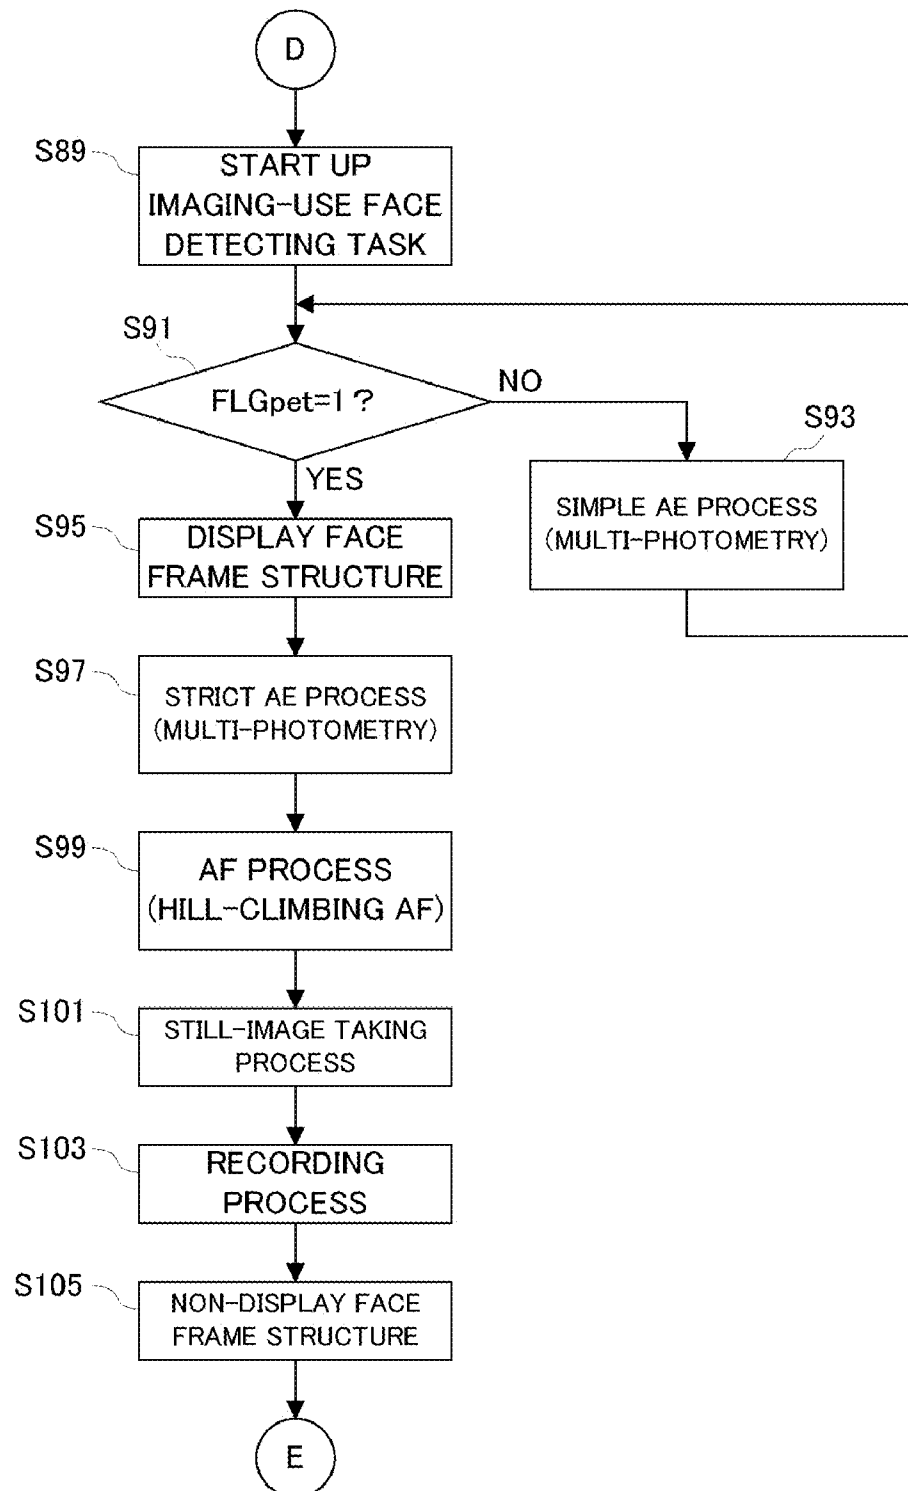 D
S89
START UP
IMAGING-USE FACE
DETECTING TASK
S91
FLGpet=1?
NO
S93
SIMPLE AE PROCESS
(MULTI-PHOTOMETRY)
YES
S95
DISPLAY FACE
FRAME STRUCTURE
S97
STRICT AE PROCESS
(MULTI-PHOTOMETRY)
S99
AF PROCESS
(HILL-CLIMBING AF)
S101
STILL-IMAGE TAKING
PROCESS
S103
RECORDING
PROCESS
S105
NON-DISPLAY FACE
FRAME STRUCTURE
E